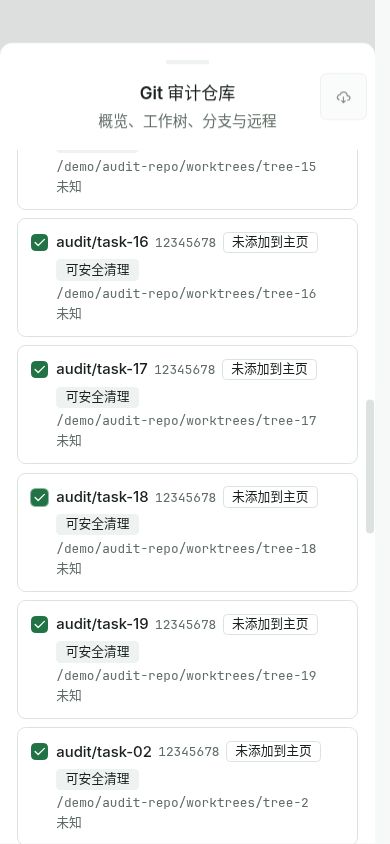 Git 审计仓库
概览、工作树、分支与远程
/demo/audit-repo/worktrees/tree-15
未知
audit/task-16 12345678 未添加到主页
可安全清理
/demo/audit-repo/worktrees/tree-16
未知
audit/task-17 12345678 未添加到主页
可安全清理
/demo/audit-repo/worktrees/tree-17
未知
audit/task-18 12345678 未添加到主页
可安全清理
/demo/audit-repo/worktrees/tree-18
未知
audit/task-19 12345678 未添加到主页
可安全清理
/demo/audit-repo/worktrees/tree-19
未知
audit/task-02 12345678 未添加到主页
可安全清理
/demo/audit-repo/worktrees/tree-2
未知